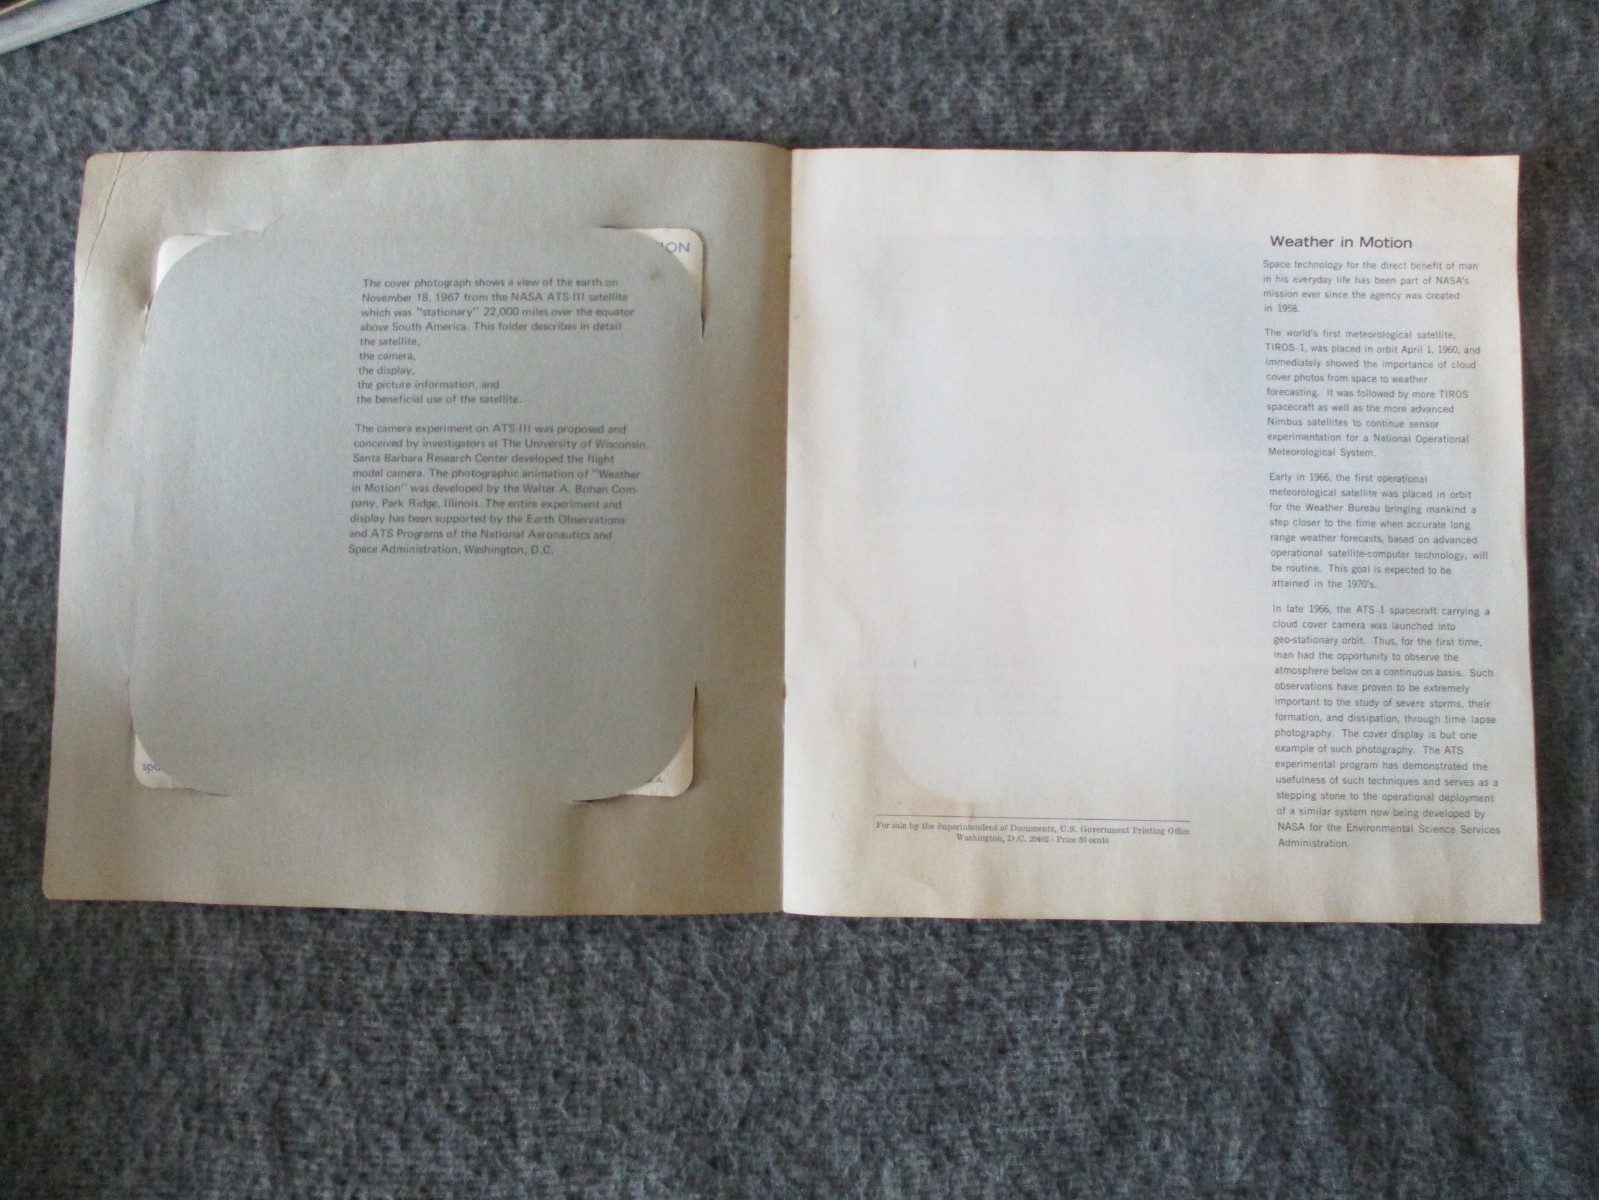 ION
The cover photograph shows a view of the earth on
November 18, 1967 from the NASA ATS-III satellite
which was "stationary" 22,000 miles over the equator
above South America. This folder describes in detail
the satellite,
the camera,
the display,
the picture information, and
the beneficial use of the satellite.
The camera experiment on ATS-III was proposed and
conceived by investigators at The University of Wisconsin.
Santa Barbara Research Center developed the flight
model camera. The photographic animation of "Weather
in Motion" was developed by the Walter A. Bohan Com-
pany, Park Ridge, Illinois. The entire experiment and
display has been supported by the Earth Observations
and ATS Programs of the National Aeronautics and
Space Administration, Washington, D.C.
spo
Weather in Motion
Space technology for the direct benefit of man
in his everyday life has been part of NASA's
mission ever since the agency was created
in 1958.
The world's first meteorological satellite,
TIROS-1, was placed in orbit April 1, 1960, and
immediately showed the importance of cloud
cover photos from space to weather
forecasting. It was followed by more TIROS
spacecraft as well as the more advanced
Nimbus satellites to continue sensor
experimentation for a National Operational
Meteorological System.
Early in 1966, the first operational
meteorological satellite was placed in orbit
for the Weather Bureau bringing mankind a
step closer to the time when accurate long
range weather forecasts, based on advanced
operational satellite-computer technology, will
be routine. This goal is expected to be
attained in the 1970's.
In late 1966, the ATS-1 spacecraft carrying a
cloud cover camera was launched into
geo-stationary orbit. Thus, for the first time,
man had the opportunity to observe the
atmosphere below on a continuous basis. Such
observations have proven to be extremely
important to the study of severe storms, their
formation, and dissipation, through time lapse
photography. The cover display is but one
example of such photography. The ATS
experimental program has demonstrated the
usefulness of such techniques and serves as a
stepping stone to the operational deployment
of a similar system now being developed by
NASA for the Environmental Science Services
Administration.
For sale by the Superintendent of Documents, U.S. Government Printing Office
Washington, D.C. 20402 - Price 50 cents